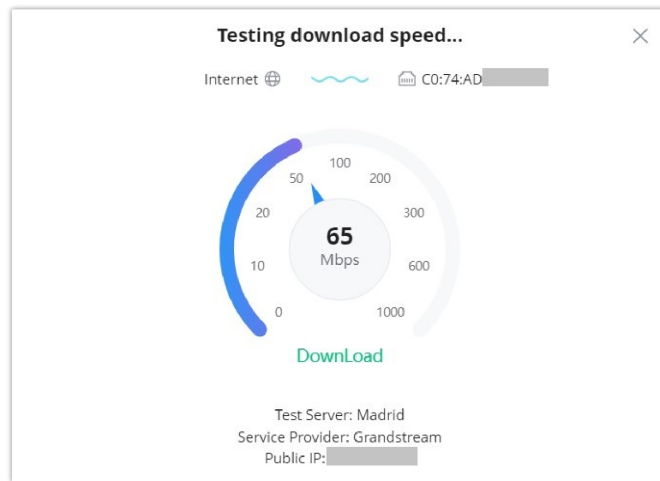 Testing download speed...
Internet C0:74:AD
100
50 200
20 300
65
Mbps
10 600
0 1000
DownLoad
Test Server: Madrid
Service Provider: Grandstream
Public IP: